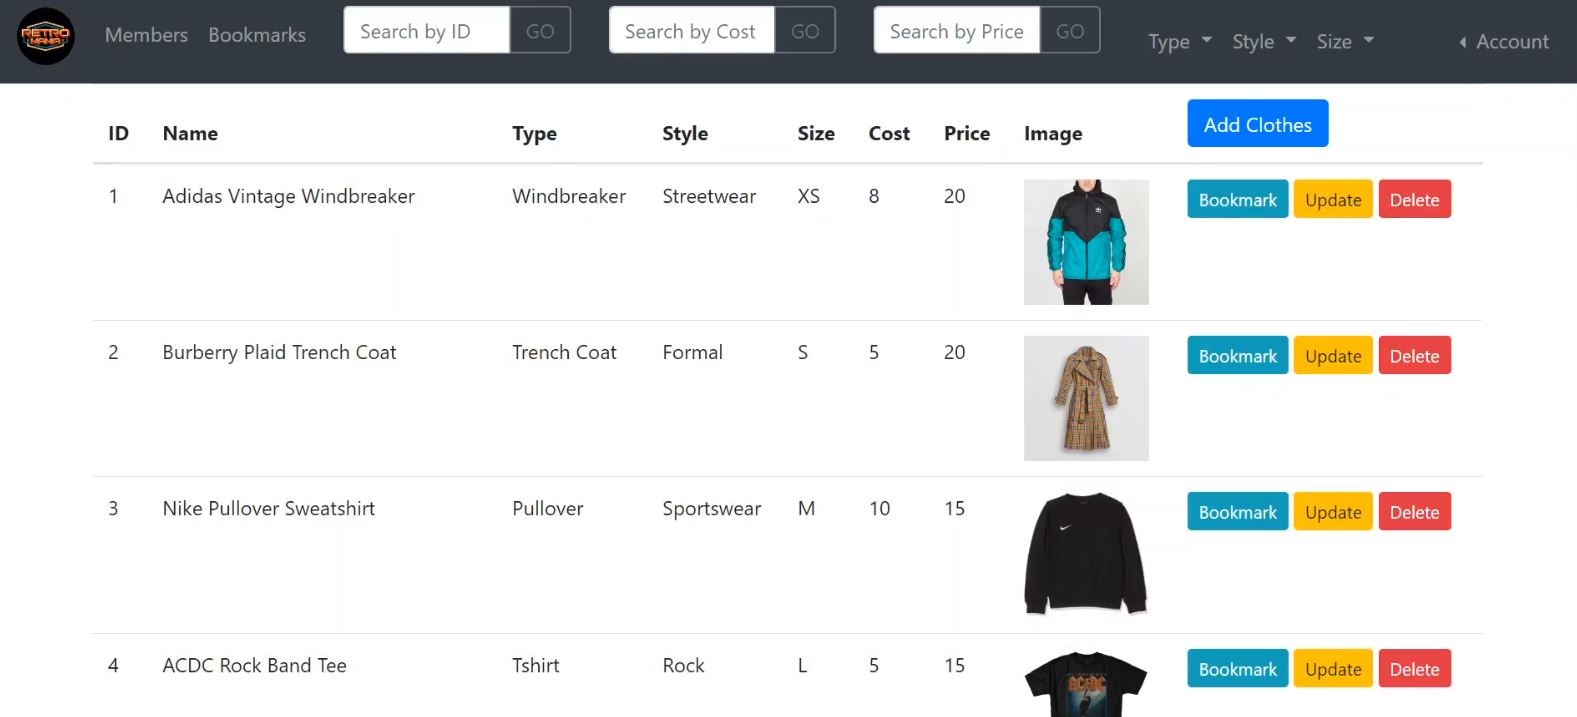 RETRO
MANIA
Members Bookmarks Search by ID GO Search by Cost GO Search by Price GO Type Style Size Account
ID Name Type Style Size Cost Price Image Add Clothes
1 Adidas Vintage Windbreaker Windbreaker Streetwear XS 8 20 Bookmark Update Delete
2 Burberry Plaid Trench Coat Trench Coat Formal S 5 20 Bookmark Update Delete
3 Nike Pullover Sweatshirt Pullover Sportswear M 10 15 Bookmark Update Delete
4 ACDC Rock Band Tee Tshirt Rock L 5 15 Bookmark Update Delete
AC/DC